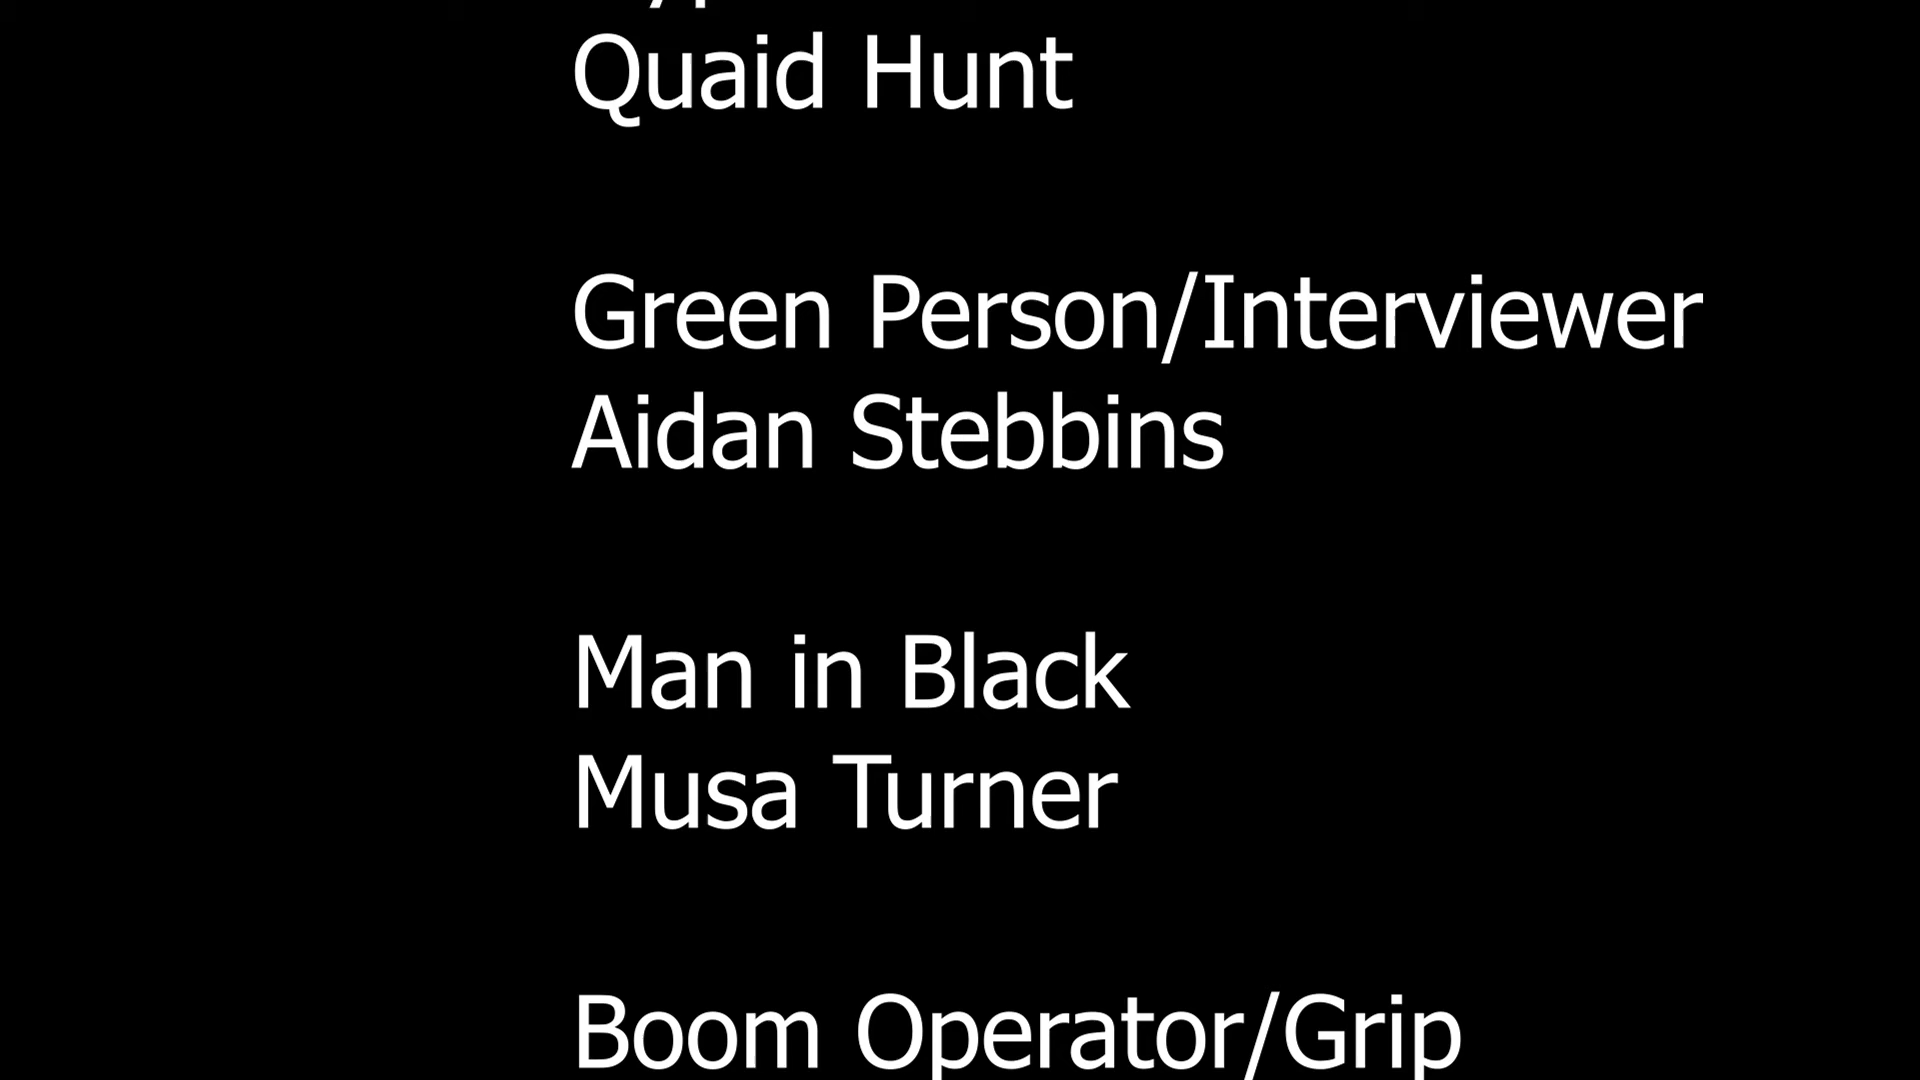 Quaid Hunt
Green Person/Interviewer
Aidan Stebbins
Man in Black
Musa Turner
Boom Operator/Grip